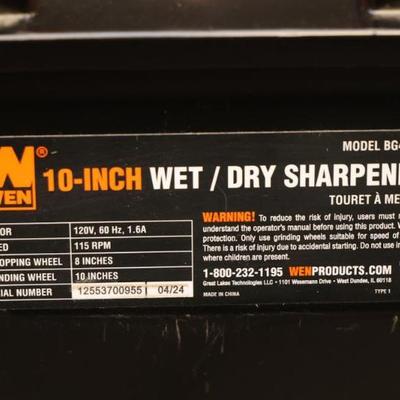 MODEL BG4
WEN ® 10-INCH WET / DRY SHARPENE
TOURET À ME
OR 120V, 60 Hz, 1.6A
ED 115 RPM
OPPING WHEEL 8 INCHES
NDING WHEEL 10 INCHES
IAL NUMBER 12553700955 04/24
WARNING! To reduce the risk of injury, users must
understand the operator's manual before using this product. W
protection. Only use grinding wheels suitable for speed of
There is a risk of injury due to accidental starting. Do not use in
where children are present.
1-800-232-1195 WENPRODUCTS.COM
Great Lakes Technologies LLC • 1101 Wesemann Drive • West Dundee, IL 60118
MADE IN CHINA TYPE 1